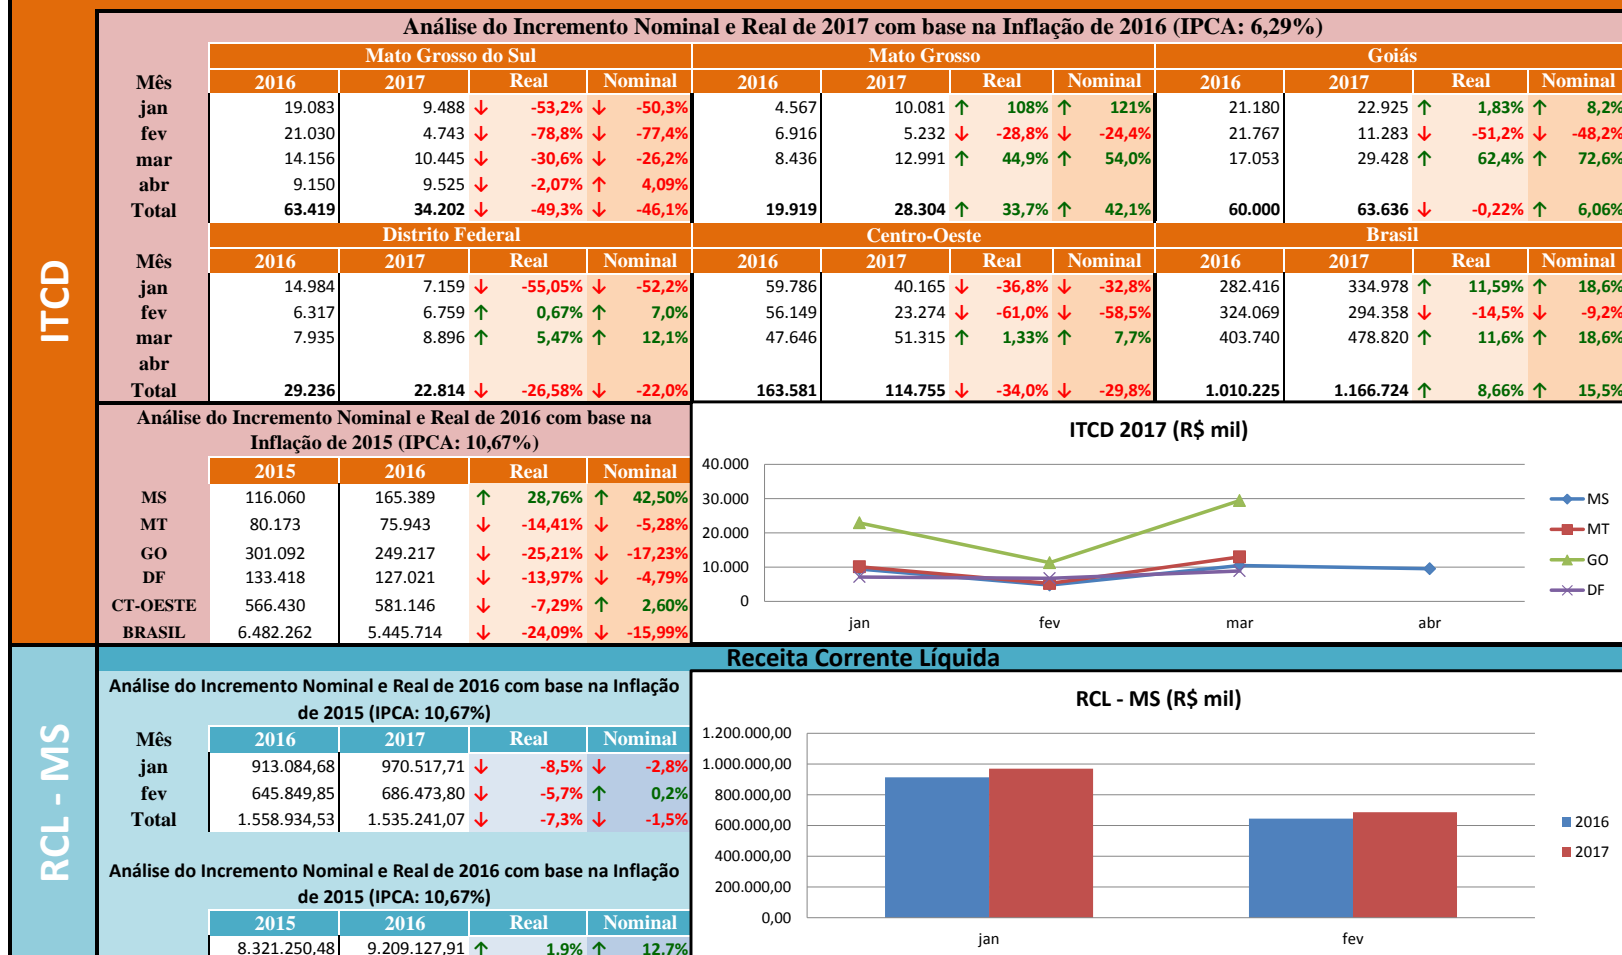 ITCD
Análise do Incremento Nominal e Real de 2017 com base na Inflação de 2016 (IPCA: 6,29%)
Mato Grosso do Sul Mato Grosso Goiás
Mês 2016 2017 Real Nominal 2016 2017 Real Nominal 2016 2017 Real Nominal
jan 19.083 9.488 ↓ -53,2% ↓ -50,3% 4.567 10.081 ↑ 108% ↑ 121% 21.180 22.925 ↑ 1,83% ↑ 8,2%
fev 21.030 4.743 ↓ -78,8% ↓ -77,4% 6.916 5.232 ↓ -28,8% ↓ -24,4% 21.767 11.283 ↓ -51,2% ↓ -48,2%
mar 14.156 10.445 ↓ -30,6% ↓ -26,2% 8.436 12.991 ↑ 44,9% ↑ 54,0% 17.053 29.428 ↑ 62,4% ↑ 72,6%
abr 9.150 9.525 ↓ -2,07% ↑ 4,09%
Total 63.419 34.202 ↓ -49,3% ↓ -46,1% 19.919 28.304 ↑ 33,7% ↑ 42,1% 60.000 63.636 ↓ -0,22% ↑ 6,06%
Distrito Federal Centro-Oeste Brasil
Mês 2016 2017 Real Nominal 2016 2017 Real Nominal 2016 2017 Real Nominal
jan 14.984 7.159 ↓ -55,05% ↓ -52,2% 59.786 40.165 ↓ -36,8% ↓ -32,8% 282.416 334.978 ↑ 11,59% ↑ 18,6%
fev 6.317 6.759 ↑ 0,67% ↑ 7,0% 56.149 23.274 ↓ -61,0% ↓ -58,5% 324.069 294.358 ↓ -14,5% ↓ -9,2%
mar 7.935 8.896 ↑ 5,47% ↑ 12,1% 47.646 51.315 ↑ 1,33% ↑ 7,7% 403.740 478.820 ↑ 11,6% ↑ 18,6%
abr
Total 29.236 22.814 ↓ -26,58% ↓ -22,0% 163.581 114.755 ↓ -34,0% ↓ -29,8% 1.010.225 1.166.724 ↑ 8,66% ↑ 15,5%
Análise do Incremento Nominal e Real de 2016 com base na
Inflação de 2015 (IPCA: 10,67%)
2015 2016 Real Nominal
MS 116.060 165.389 ↑ 28,76% ↑ 42,50%
MT 80.173 75.943 ↓ -14,41% ↓ -5,28%
GO 301.092 249.217 ↓ -25,21% ↓ -17,23%
DF 133.418 127.021 ↓ -13,97% ↓ -4,79%
CT-OESTE 566.430 581.146 ↓ -7,29% ↑ 2,60%
BRASIL 6.482.262 5.445.714 ↓ -24,09% ↓ -15,99%
ITCD 2017 (R$ mil)
40.000
30.000
20.000
10.000
0
jan fev mar abr
MS
MT
GO
DF
RCL - MS
Receita Corrente Líquida
Análise do Incremento Nominal e Real de 2016 com base na Inflação
de 2015 (IPCA: 10,67%)
Mês 2016 2017 Real Nominal
jan 913.084,68 970.517,71 ↓ -8,5% ↓ -2,8%
fev 645.849,85 686.473,80 ↓ -5,7% ↑ 0,2%
Total 1.558.934,53 1.535.241,07 ↓ -7,3% ↓ -1,5%
Análise do Incremento Nominal e Real de 2016 com base na Inflação
de 2015 (IPCA: 10,67%)
2015 2016 Real Nominal
8.321.250,48 9.209.127,91 ↑ 1,9% ↑ 12,7%
RCL - MS (R$ mil)
1.200.000,00
1.000.000,00
800.000,00
600.000,00
400.000,00
200.000,00
0,00
jan fev
2016
2017